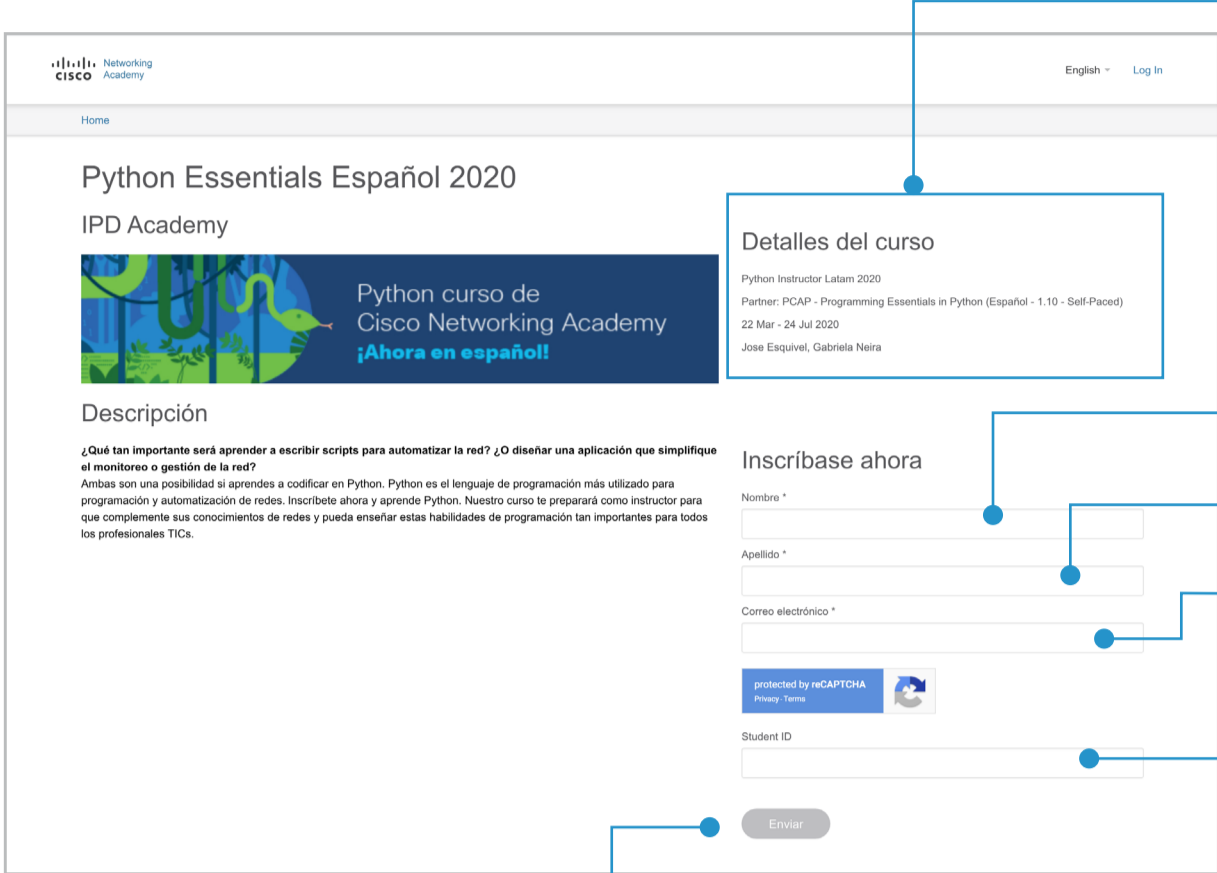 Networking
CISCO Academy
English Log In
Home
Python Essentials Español 2020
IPD Academy
Python curso de
Cisco Networking Academy
¡Ahora en español!
Descripción
¿Qué tan importante será aprender a escribir scripts para automatizar la red? ¿O diseñar una aplicación que simplifique
el monitoreo o gestión de la red?
Ambas son una posibilidad si aprendes a codificar en Python. Python es el lenguaje de programación más utilizado para
programación y automatización de redes. Inscríbete ahora y aprende Python. Nuestro curso te preparará como instructor para
que complemente sus conocimientos de redes y pueda enseñar estas habilidades de programación tan importantes para todos
los profesionales TICs.
Detalles del curso
Python Instructor Latam 2020
Partner: PCAP - Programming Essentials in Python (Español - 1.10 - Self-Paced)
22 Mar - 24 Jul 2020
Jose Esquivel, Gabriela Neira
Inscríbase ahora
Nombre *
Apellido *
Correo electrónico *
protected by reCAPTCHA
Privacy - Terms
Student ID
Enviar